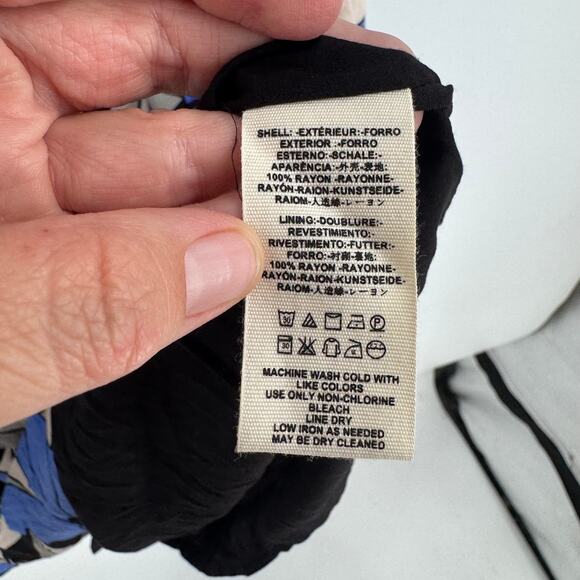 SHELL:-EXTÉRIEUR:-FORRO
EXTERIOR :-FORRO
ESTERNO:-SCHALE:-
APARÊNCIA:-外壳-表地:
100% RAYON-RAYONNE-
RAYÓN-RAION-KUNSTSEIDE-
RAIOM-人造絲-レーヨン
LINING:-DOUBLURE:-
REVESTIMIENTO:-
RIVESTIMENTO:-FUTTER:-
FORRO:-衬裥-裏地:
100% RAYON-RAYONNE-
RAYÓN-RAION-KUNSTSEIDE-
RAIOM-人造絲-レーヨン
30
30
MACHINE WASH COLD WITH
LIKE COLORS
USE ONLY NON-CHLORINE
BLEACH
LINE DRY
LOW IRON AS NEEDED
MAY BE DRY CLEANED